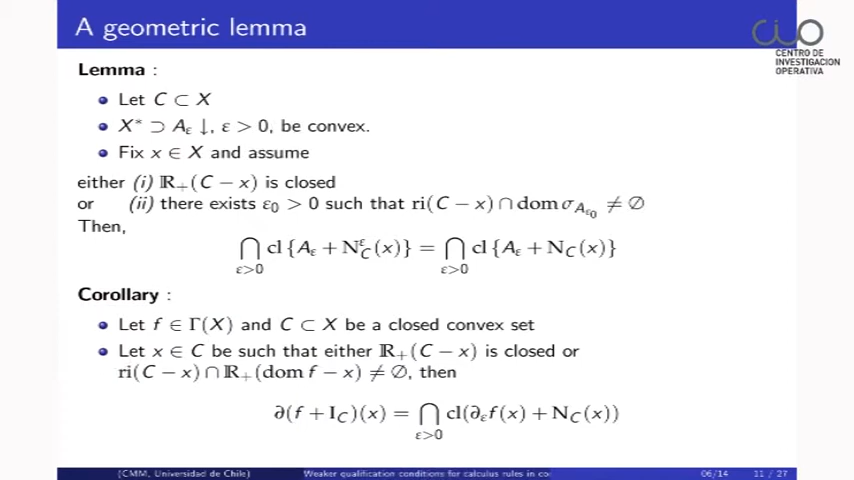 A geometric lemma
CENTRO DE
INVESTIGACION
OPERATIVA
Lemma :
• Let C ⊂ X
• X* ⊃ A_ε ↓, ε > 0, be convex.
• Fix x ∈ X and assume
either (i) ℝ₊(C − x) is closed
or (ii) there exists ε₀ > 0 such that ri(C − x) ∩ dom σ_{A_{ε₀}} ≠ ∅
Then,
⋂_{ε>0} cl {A_ε + N_C^ε(x)} = ⋂_{ε>0} cl {A_ε + N_C(x)}
Corollary :
• Let f ∈ Γ(X) and C ⊂ X be a closed convex set
• Let x ∈ C be such that either ℝ₊(C − x) is closed or
ri(C − x) ∩ ℝ₊(dom f − x) ≠ ∅, then
∂(f + I_C)(x) = ⋂_{ε>0} cl(∂_ε f(x) + N_C(x))
(CMM, Universidad de Chile) Weaker qualification conditions for calculus rules in co 06/14 11 / 27